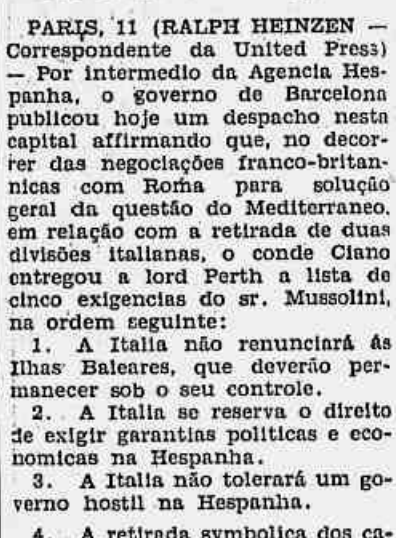 PARIS, 11 (RALPH HEINZEN —
Correspondente da United Press)
— Por intermedio da Agencia Hes-
panha, o governo de Barcelona
publicou hoje um despacho nesta
capital affirmando que, no decor-
rer das negociações franco-britan-
nicas com Roma para solução
geral da questão do Mediterraneo,
em relação com a retirada de duas
divisões italianas, o conde Ciano
entregou a lord Perth a lista de
cinco exigencias do sr. Mussolini,
na ordem seguinte:
1. A Italia não renunciará ás
Ilhas Baleares, que deverão per-
manecer sob o seu controle.
2. A Italia se reserva o direito
de exigir garantias politicas e eco-
nomicas na Hespanha.
3. A Italia não tolerará um go-
verno hostil na Hespanha.
4. A retirada symbolica dos ca-